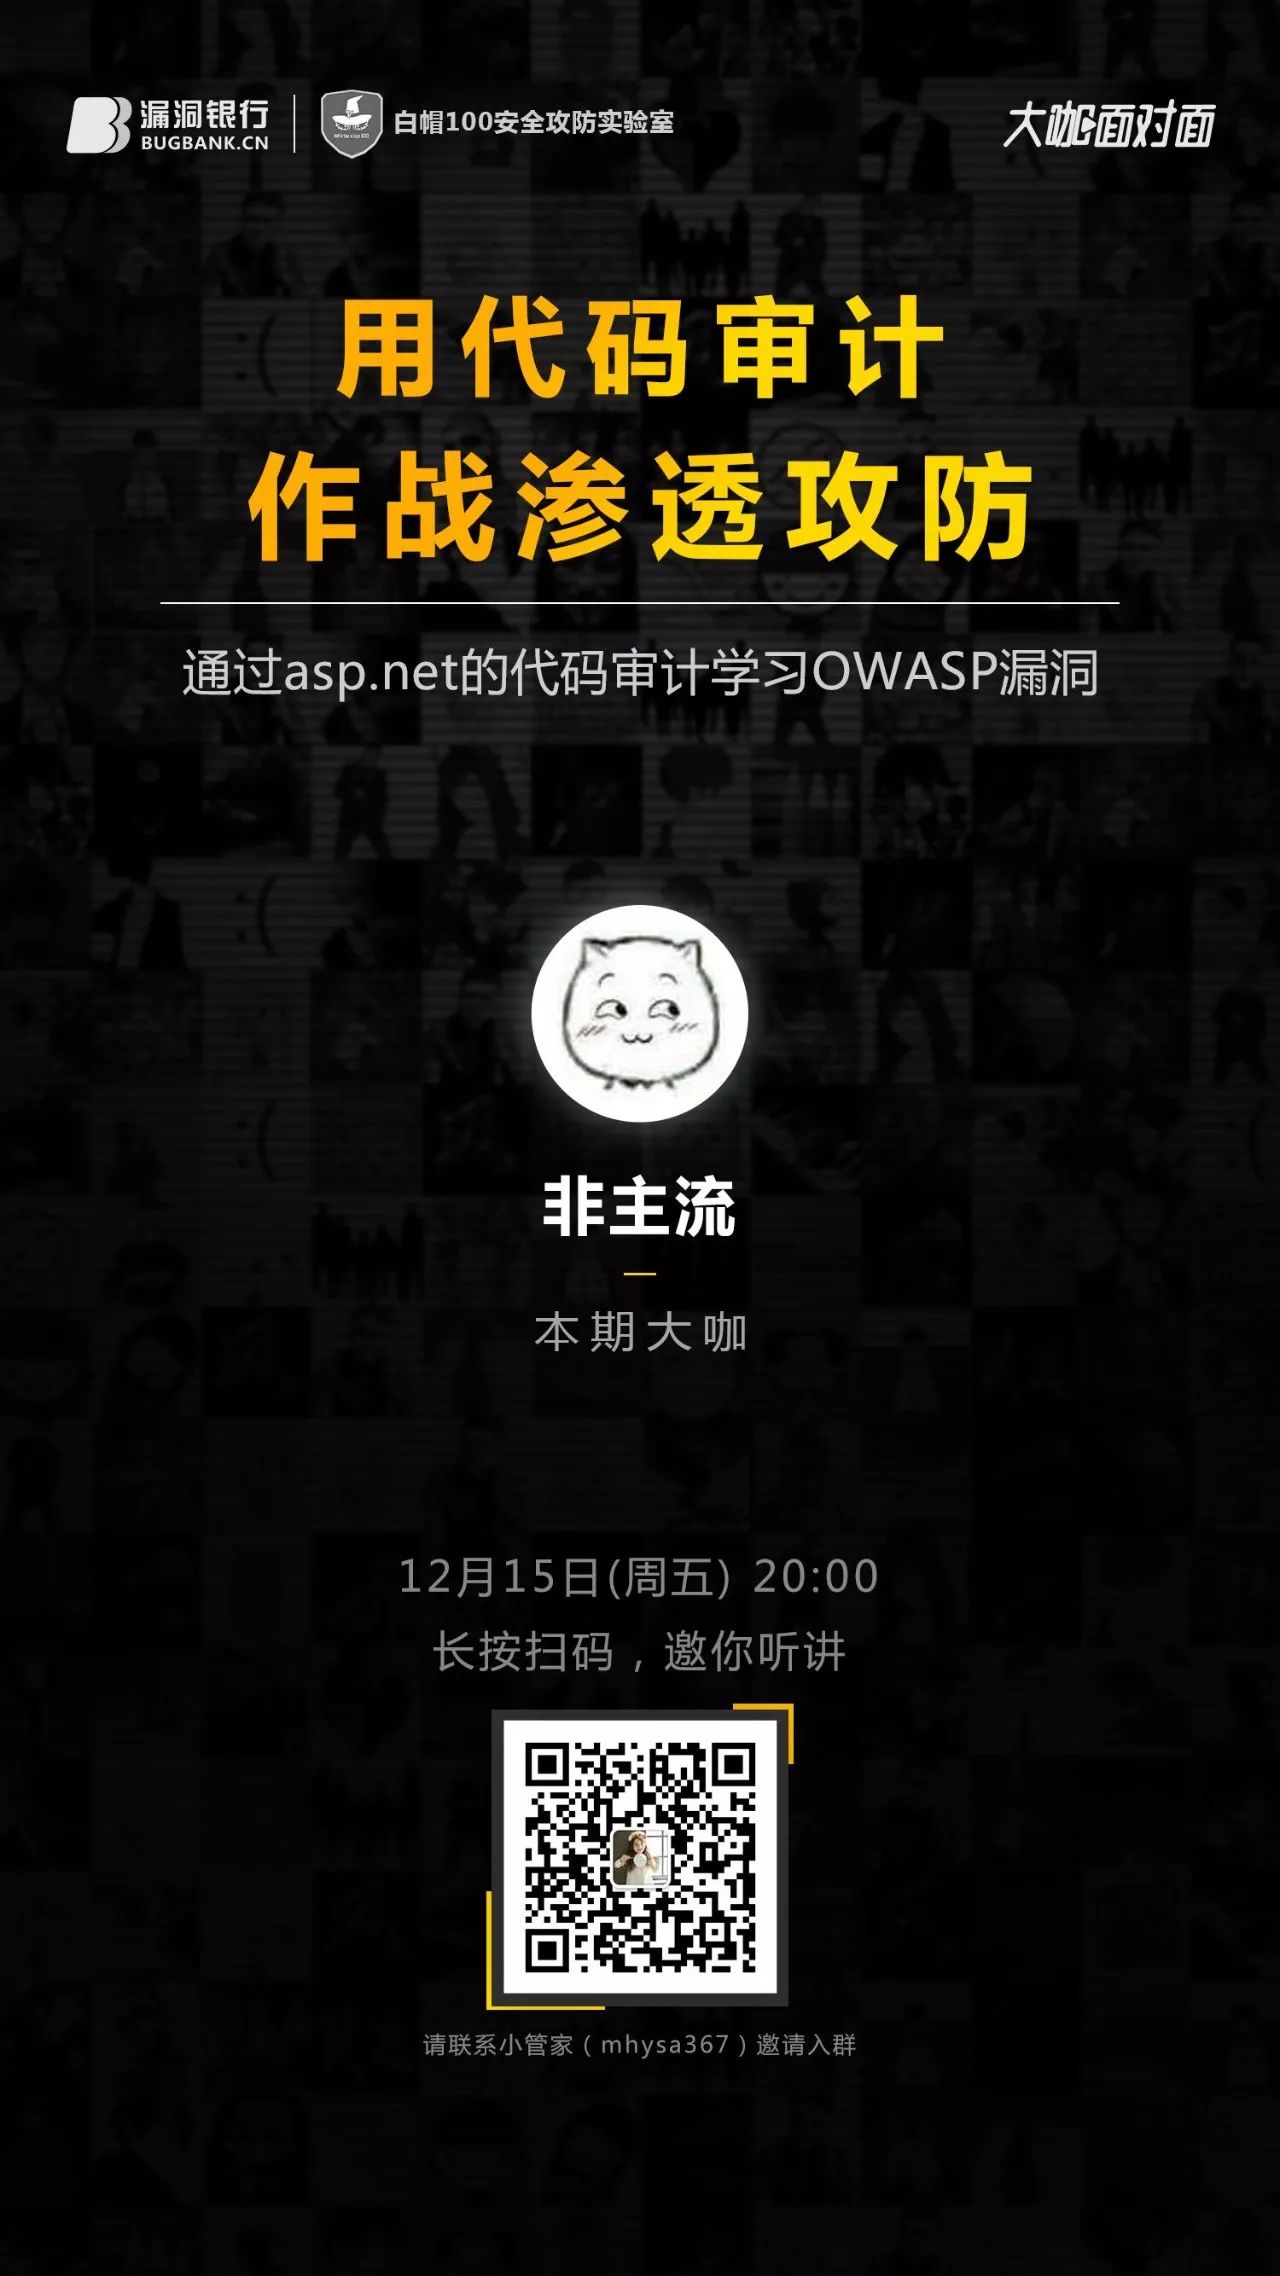 漏洞银行
BUGBANK.CN
white cap 100
白帽100安全攻防实验室
大咖面对面
用代码审计
作战渗透攻防
通过asp.net的代码审计学习OWASP漏洞
非主流
本期大咖
12月15日(周五) 20:00
长按扫码，邀你听讲
请联系小管家（mhysa367）邀请入群